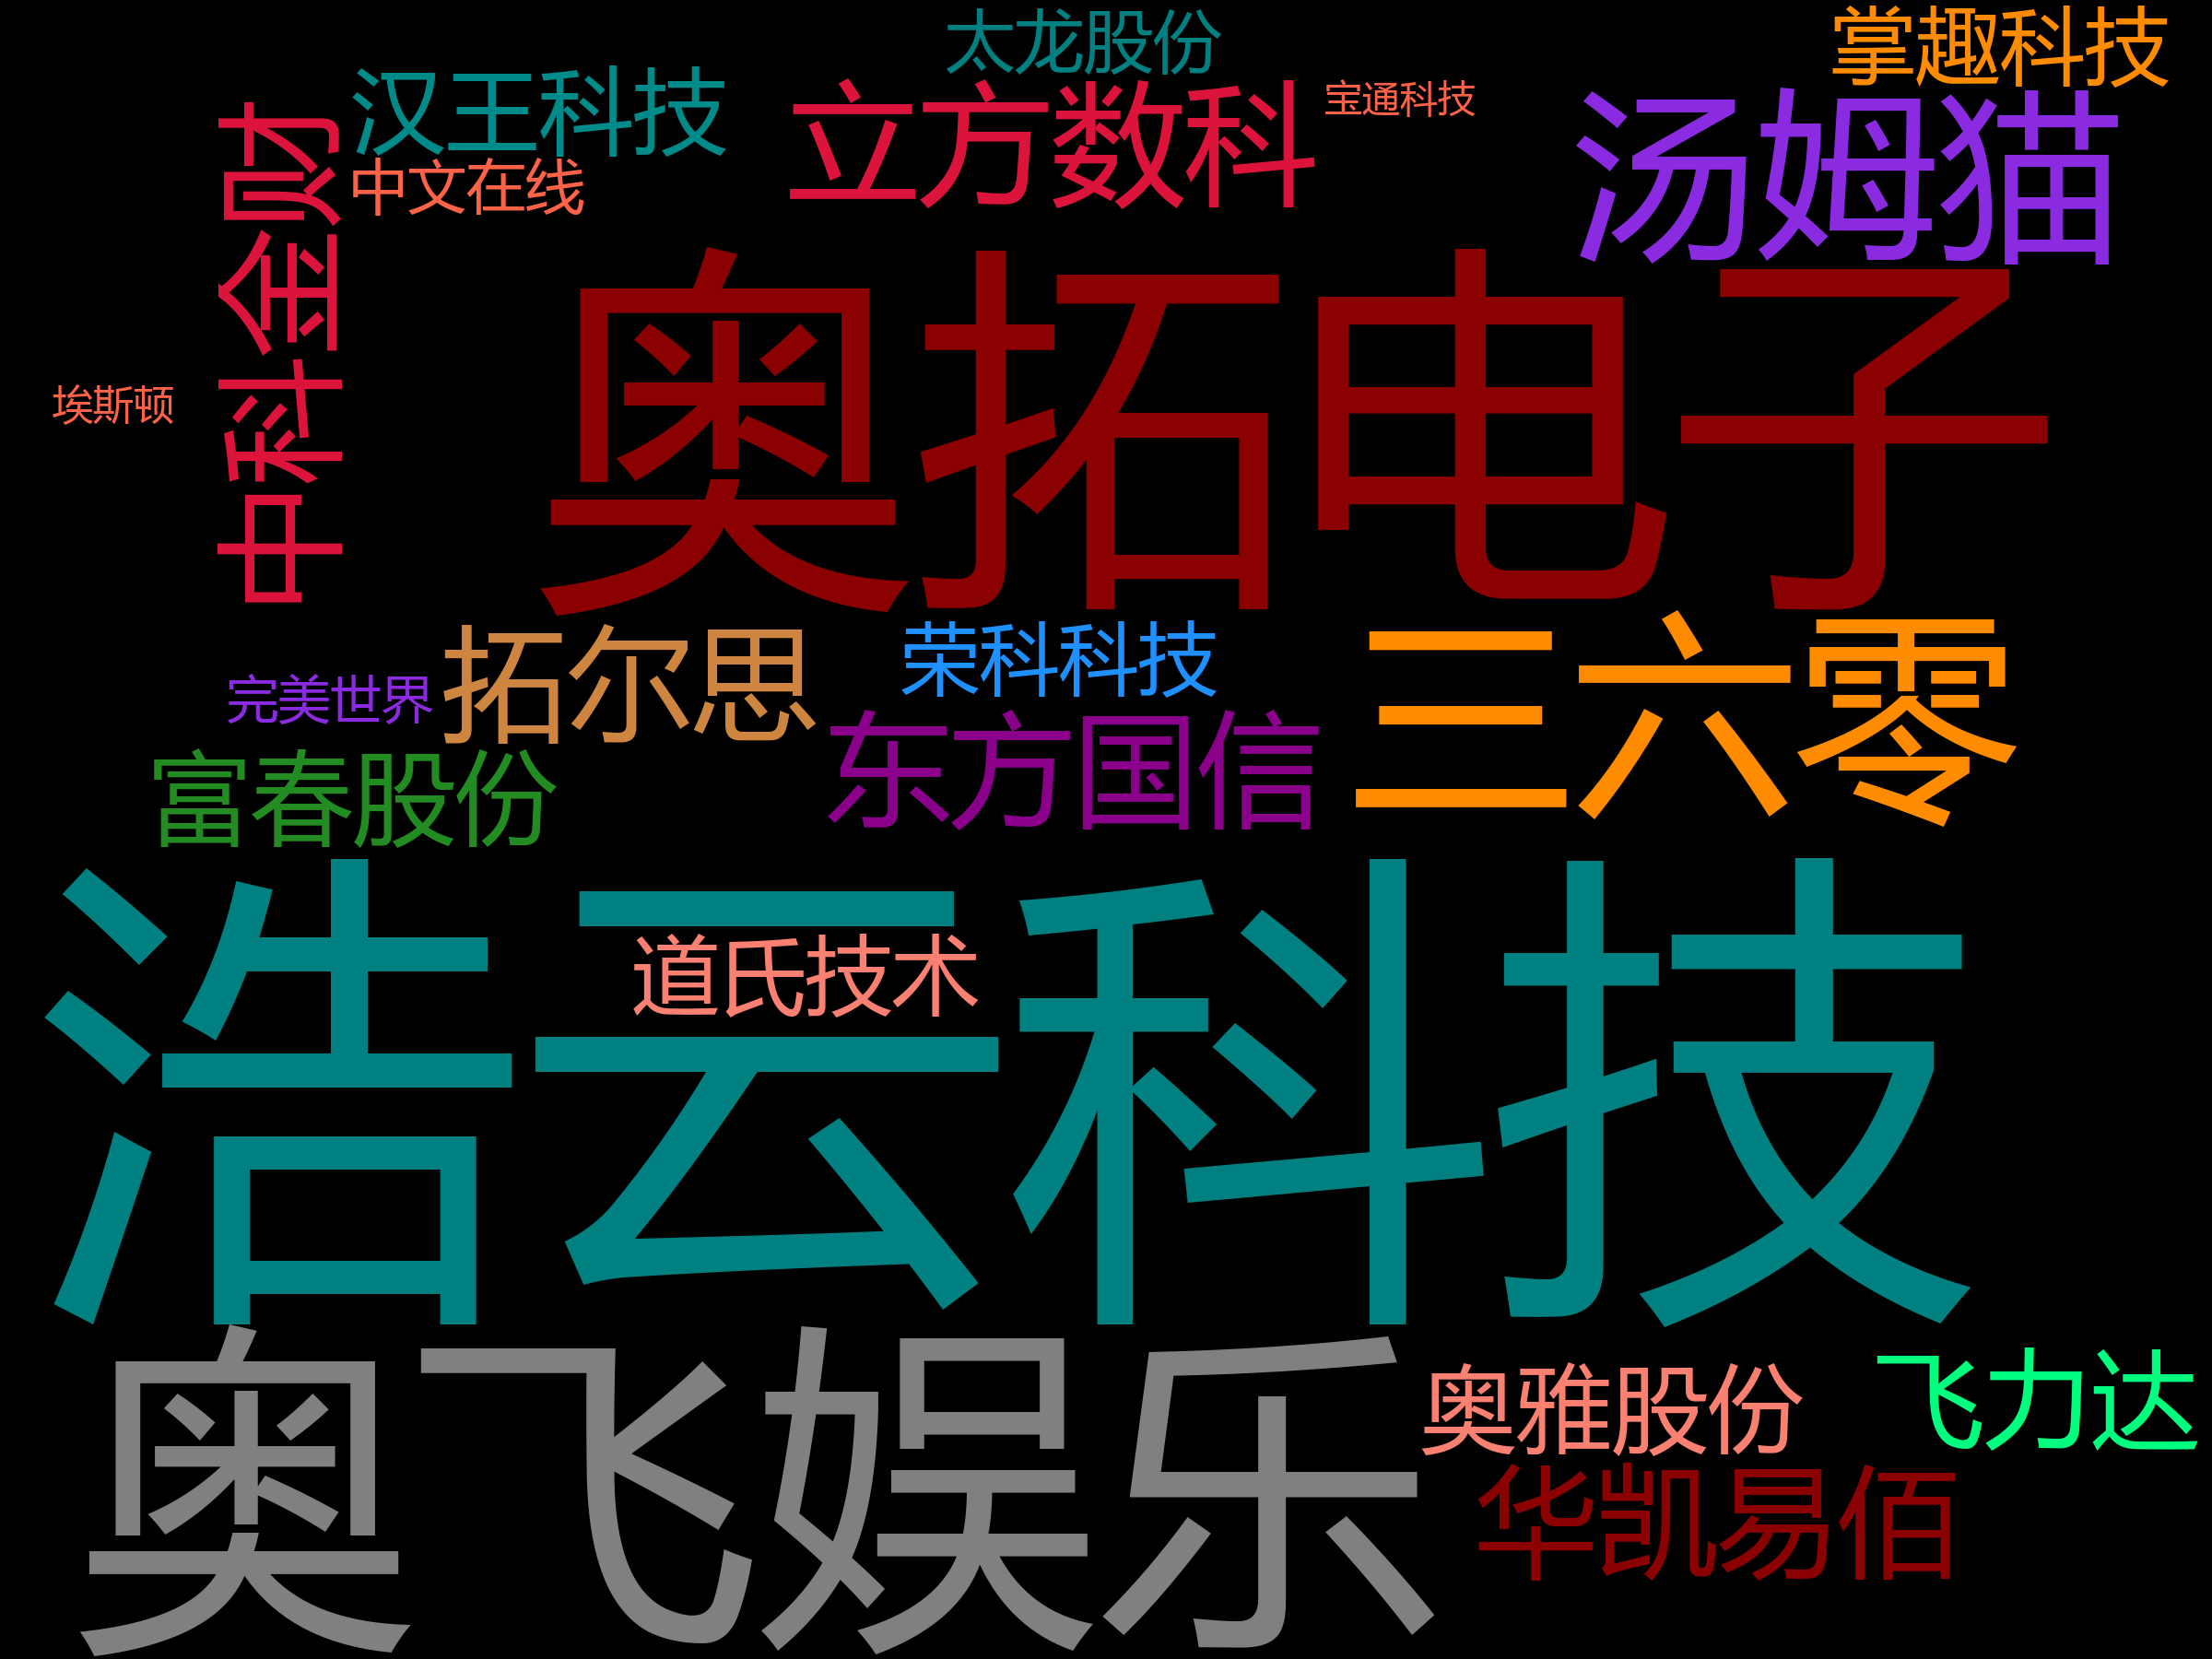 太龙股份
掌趣科技
汉王科技
立方数科
宝通科技
汤姆猫
中文在线
中科金财
奥拓电子
埃斯顿
拓尔思
荣科科技
三六零
完美世界
东方国信
富春股份
浩云科技
道氏技术
奥飞娱乐
奥雅股份
飞力达
华凯易佰